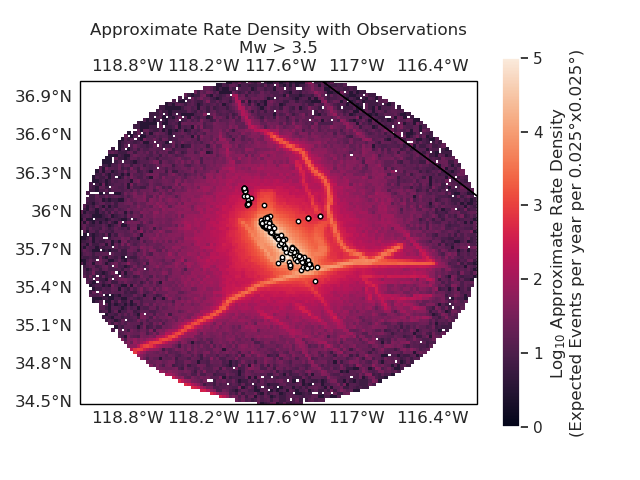 Approximate Rate Density with Observations
Mw > 3.5
118.8°W 118.2°W 117.6°W 117°W 116.4°W
36.9°N
36.6°N
36.3°N
36°N
35.7°N
35.4°N
35.1°N
34.8°N
34.5°N
118.8°W 118.2°W 117.6°W 117°W 116.4°W
5
4
3
2
1
0
Log₁₀ Approximate Rate Density
(Expected Events per year per 0.025°x0.025°)